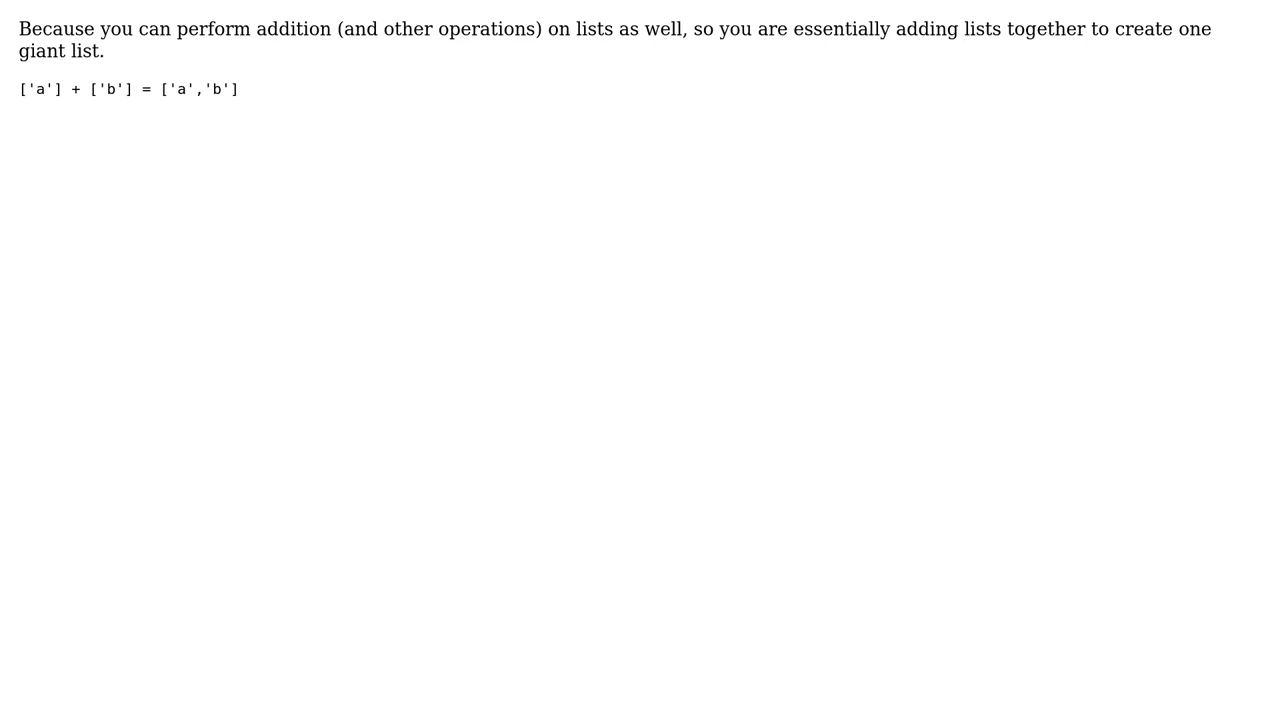 Because you can perform addition (and other operations) on lists as well, so you are essentially adding lists together to create one
giant list.
['a'] + ['b'] = ['a','b']